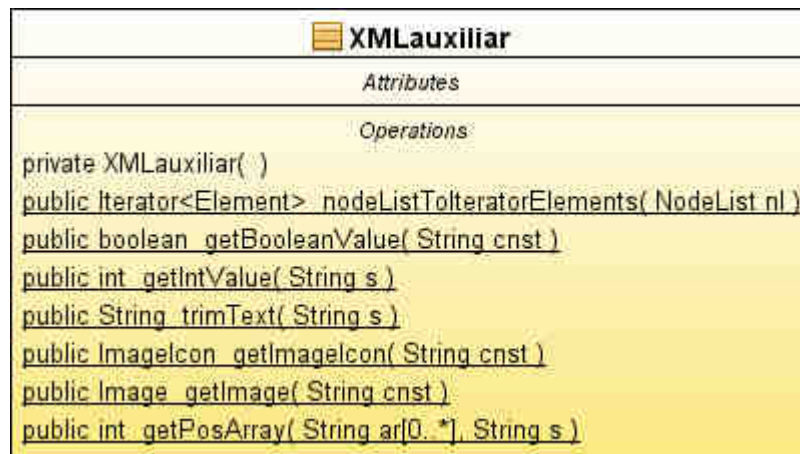 XMLauxiliar
Attributes
Operations
private XMLauxiliar( )
public Iterator<Element> nodeListToIteratorElements( NodeList nl )
public boolean getBooleanValue( String cnst )
public int getIntValue( String s )
public String trimText( String s )
public ImageIcon getImageIcon( String cnst )
public Image getImage( String cnst )
public int getPosArray( String ar[0..*], String s )